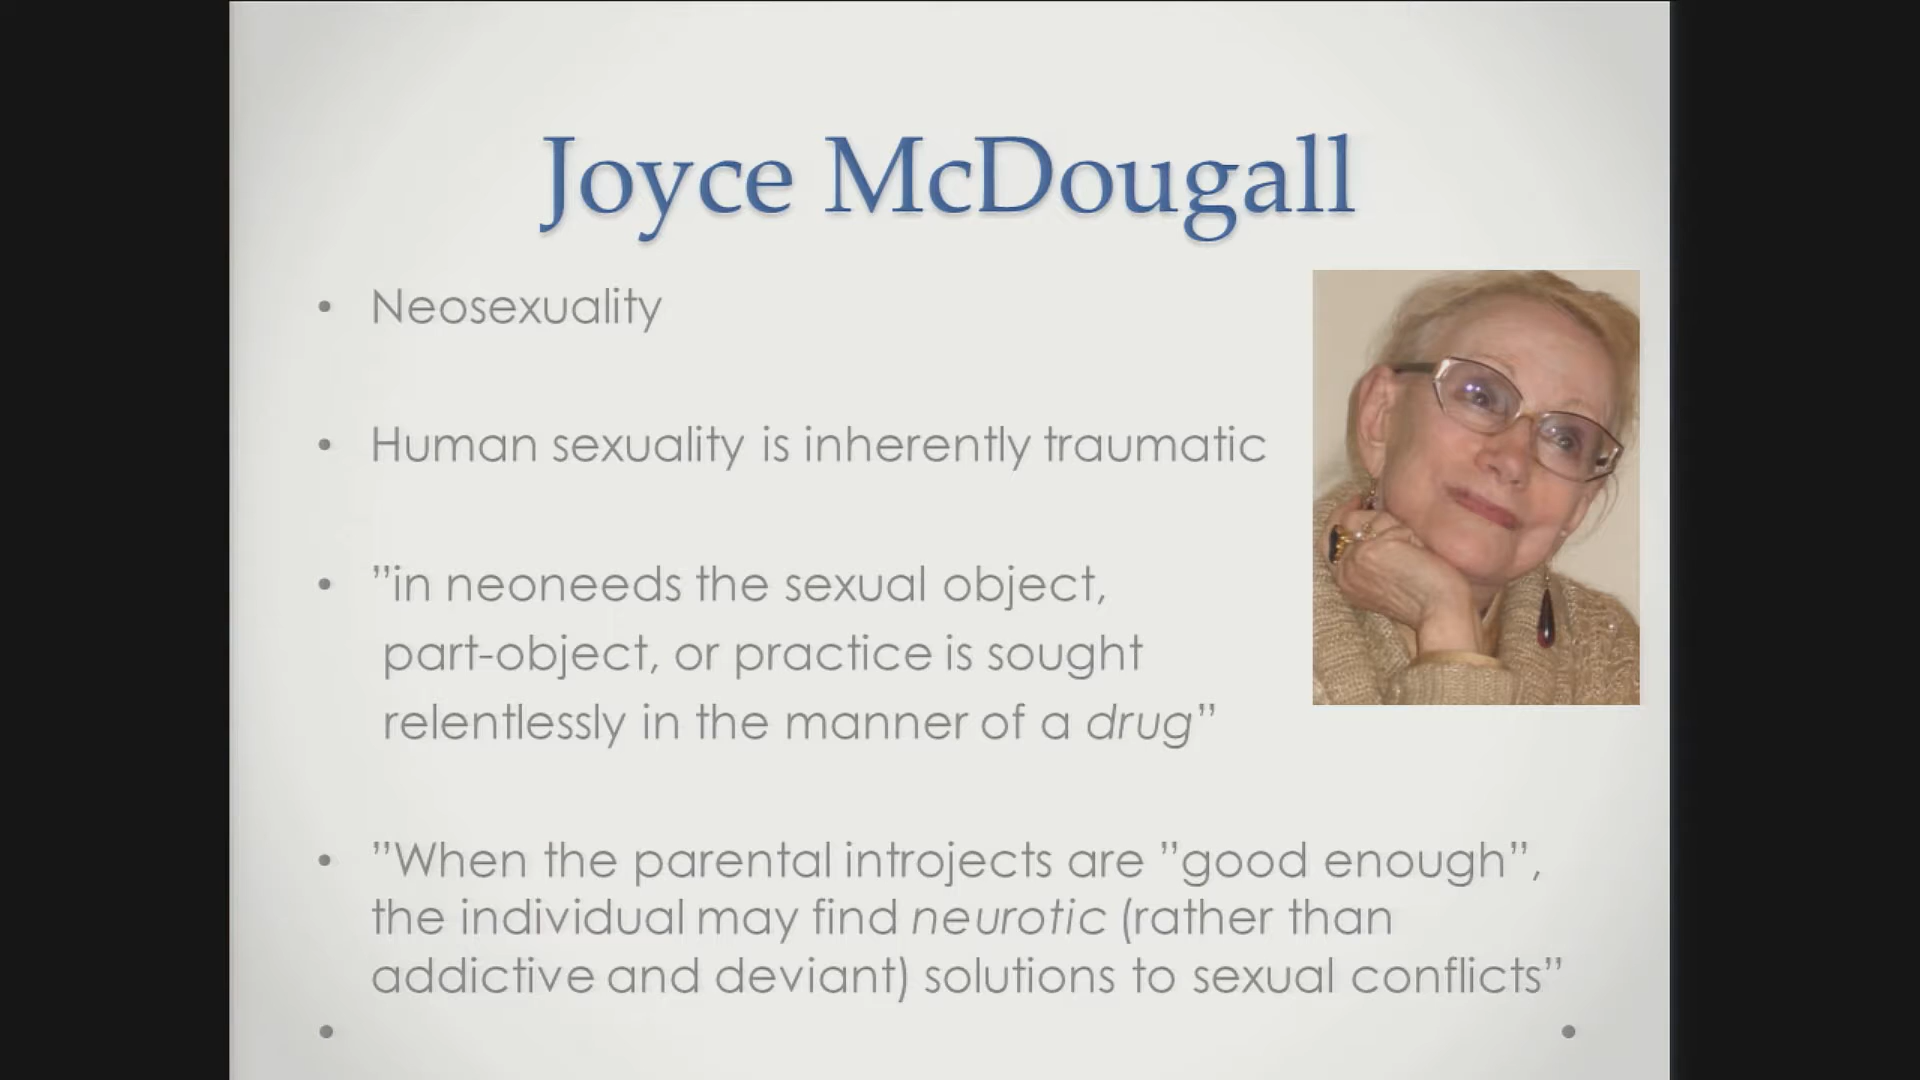 Joyce McDougall
• Neosexuality
• Human sexuality is inherently traumatic
• ”in neoneeds the sexual object,
part-object, or practice is sought
relentlessly in the manner of a drug”
• ”When the parental introjects are ”good enough”,
the individual may find neurotic (rather than
addictive and deviant) solutions to sexual conflicts”